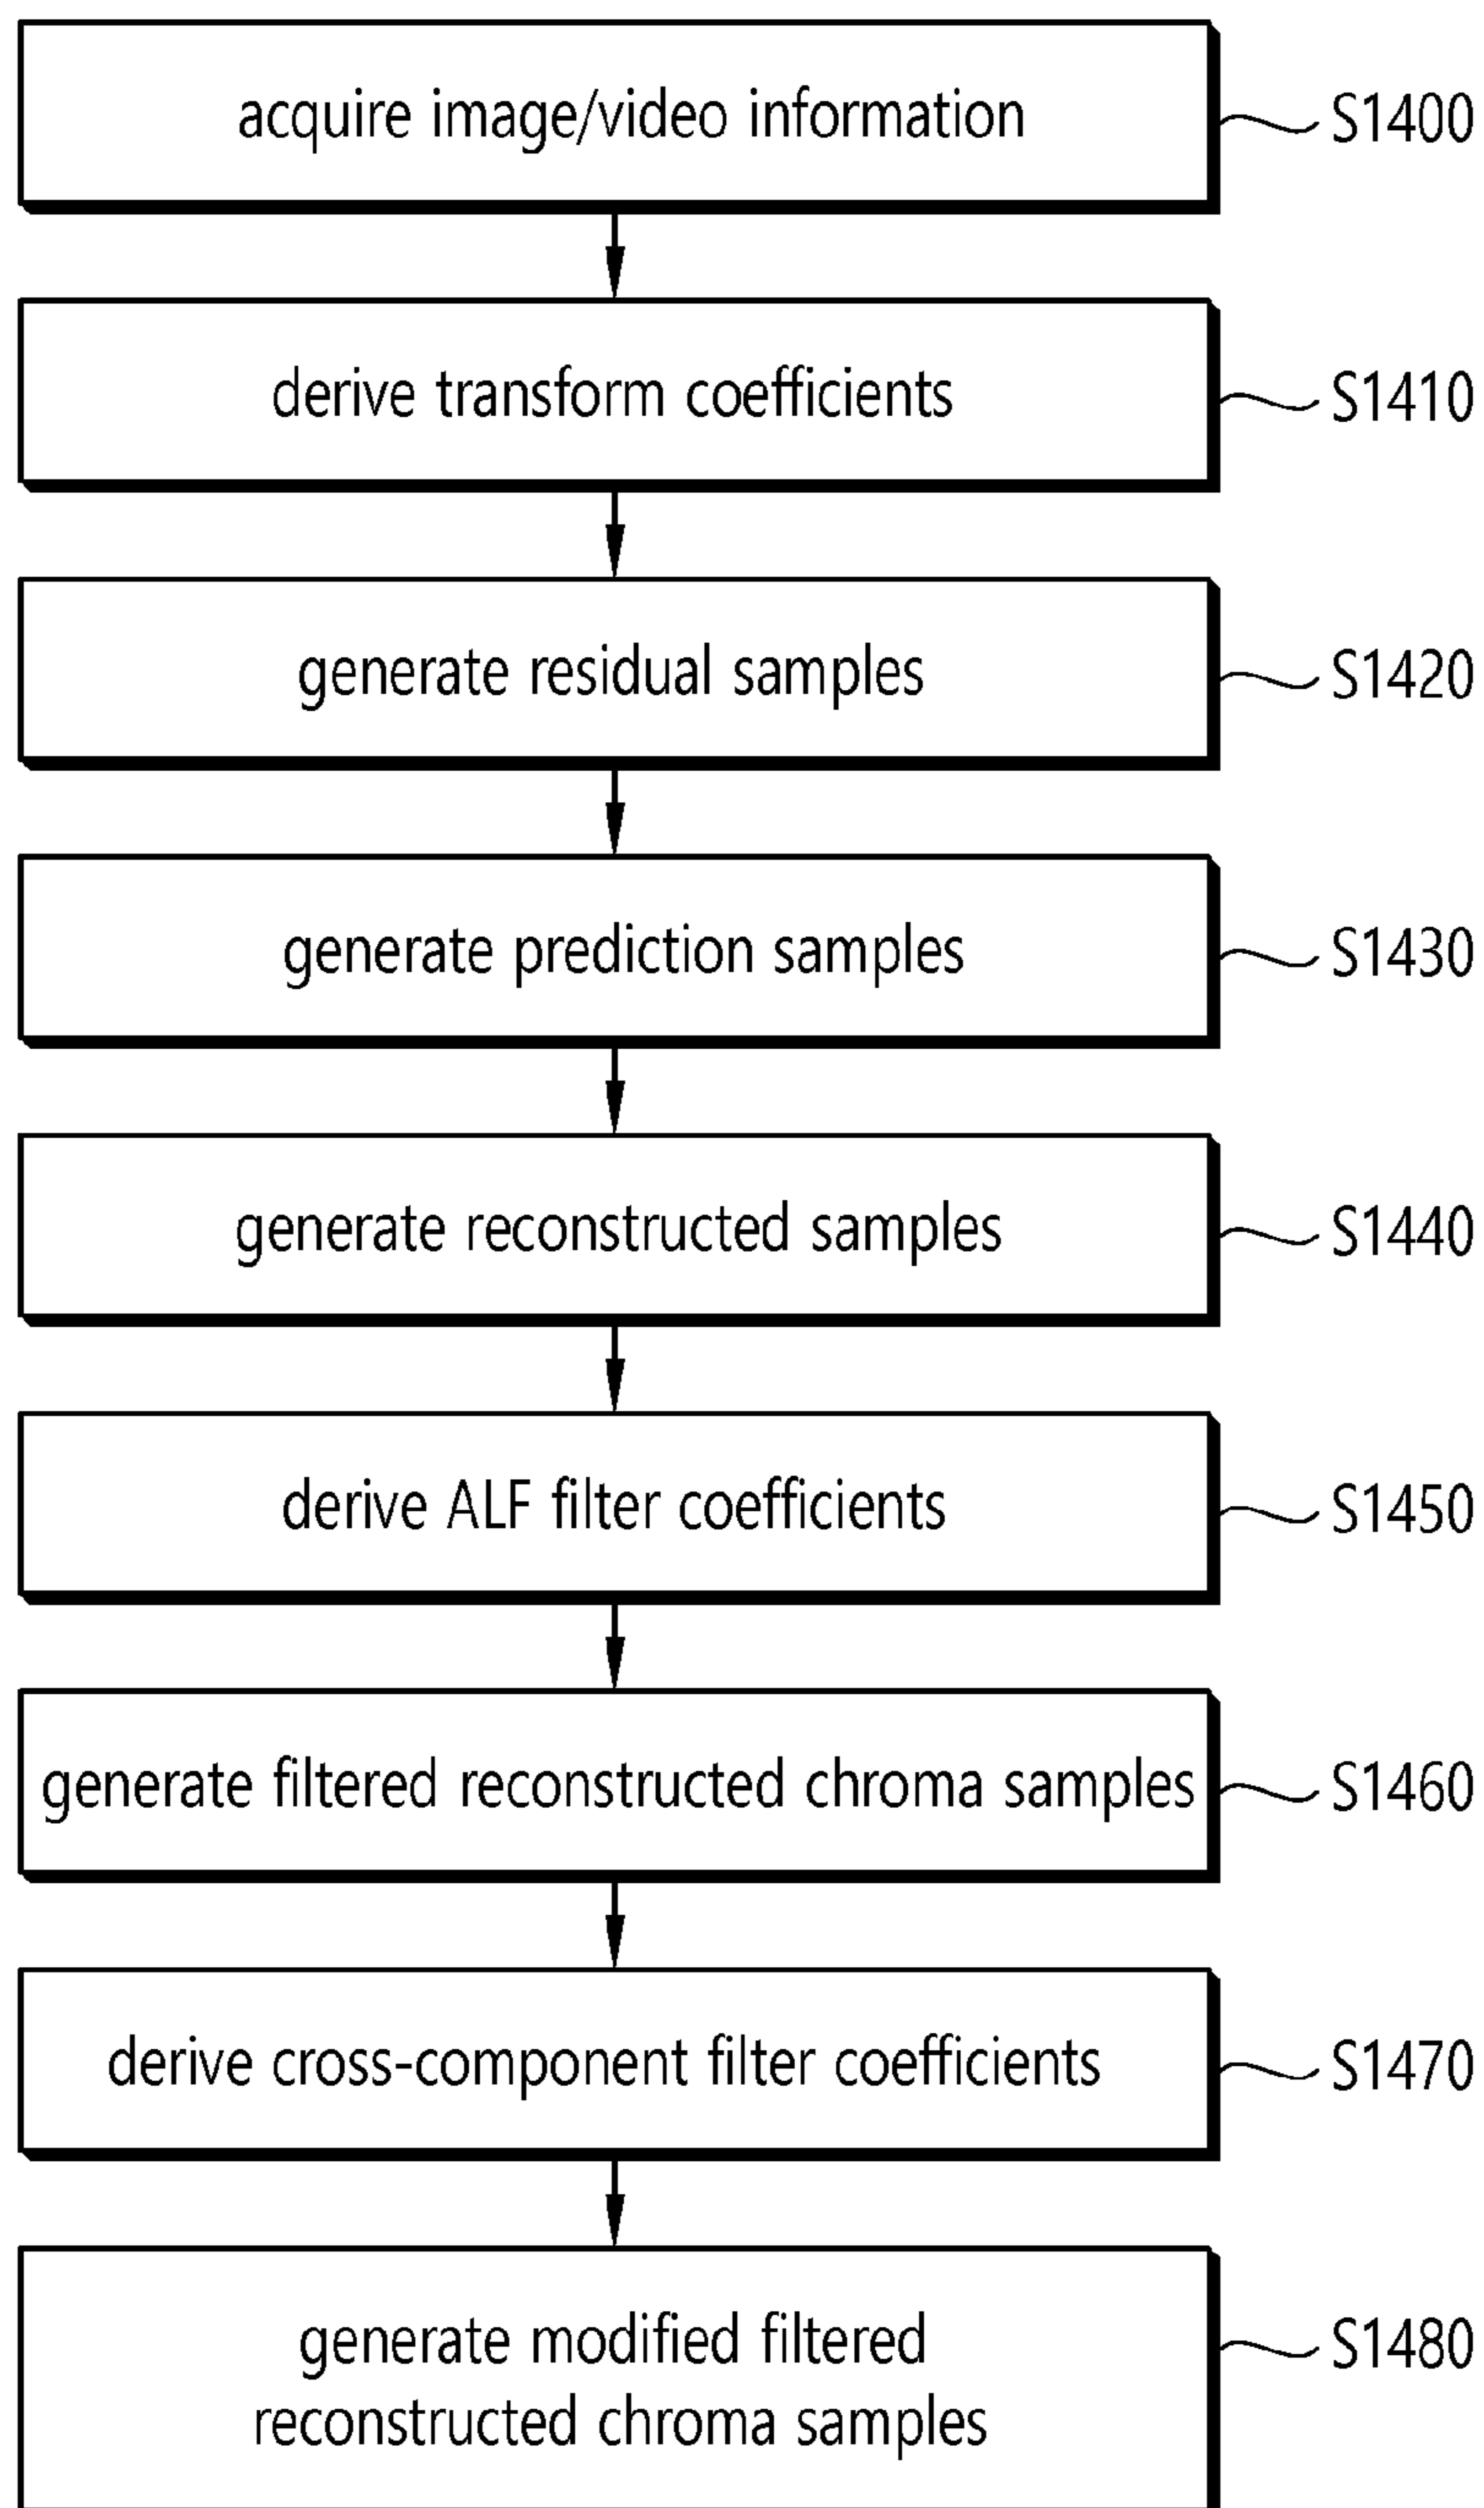 acquire image/video information
S1400
derive transform coefficients
S1410
generate residual samples
S1420
generate prediction samples
S1430
generate reconstructed samples
S1440
derive ALF filter coefficients
S1450
generate filtered reconstructed chroma samples
S1460
derive cross-component filter coefficients
S1470
generate modified filtered
reconstructed chroma samples
S1480